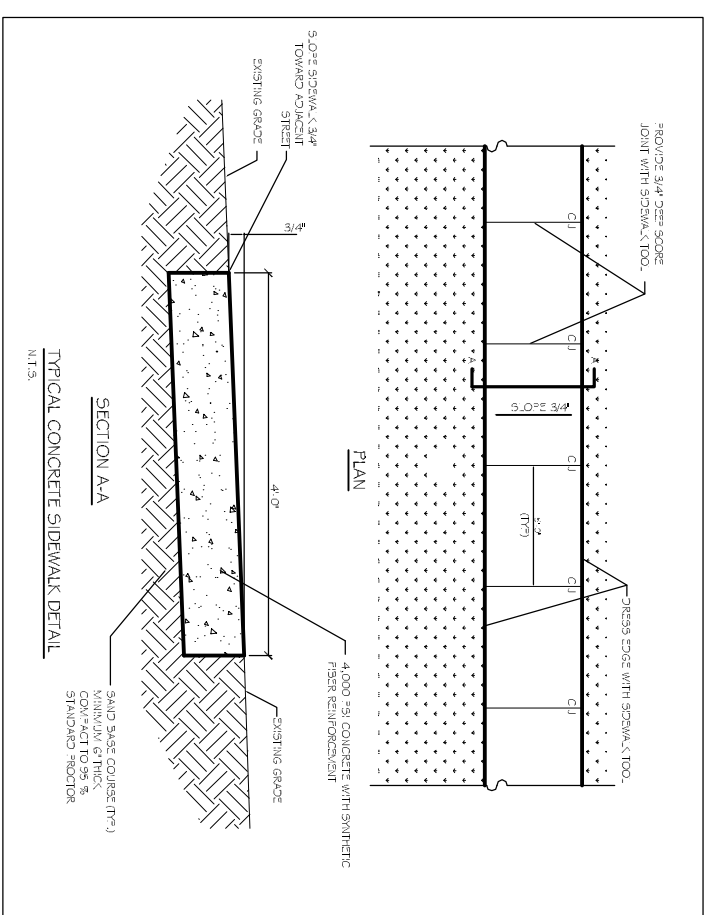 PROVIDE 3/4" DEEP SCORE
JOINT WITH SIDEWALK TOOL
CJ
CJ
CJ
CJ
CJ
A
A
SLOPE 3/4"
(TYP.)
DRESS EDGE WITH SIDEWALK TOOL
PLAN
SLOPE SIDEWALK 3/4"
TOWARD ADJACENT
STREET
EXISTING GRADE
3/4"
4'-0"
4,000 PSI CONCRETE WITH SYNTHETIC
FIBER REINFORCEMENT
EXISTING GRADE
SAND BASE COURSE (TYP.)
MINIMUM 6" THICK
COMPACT TO 95 %
STANDARD PROCTOR
SECTION A-A
TYPICAL CONCRETE SIDEWALK DETAIL
N.T.S.